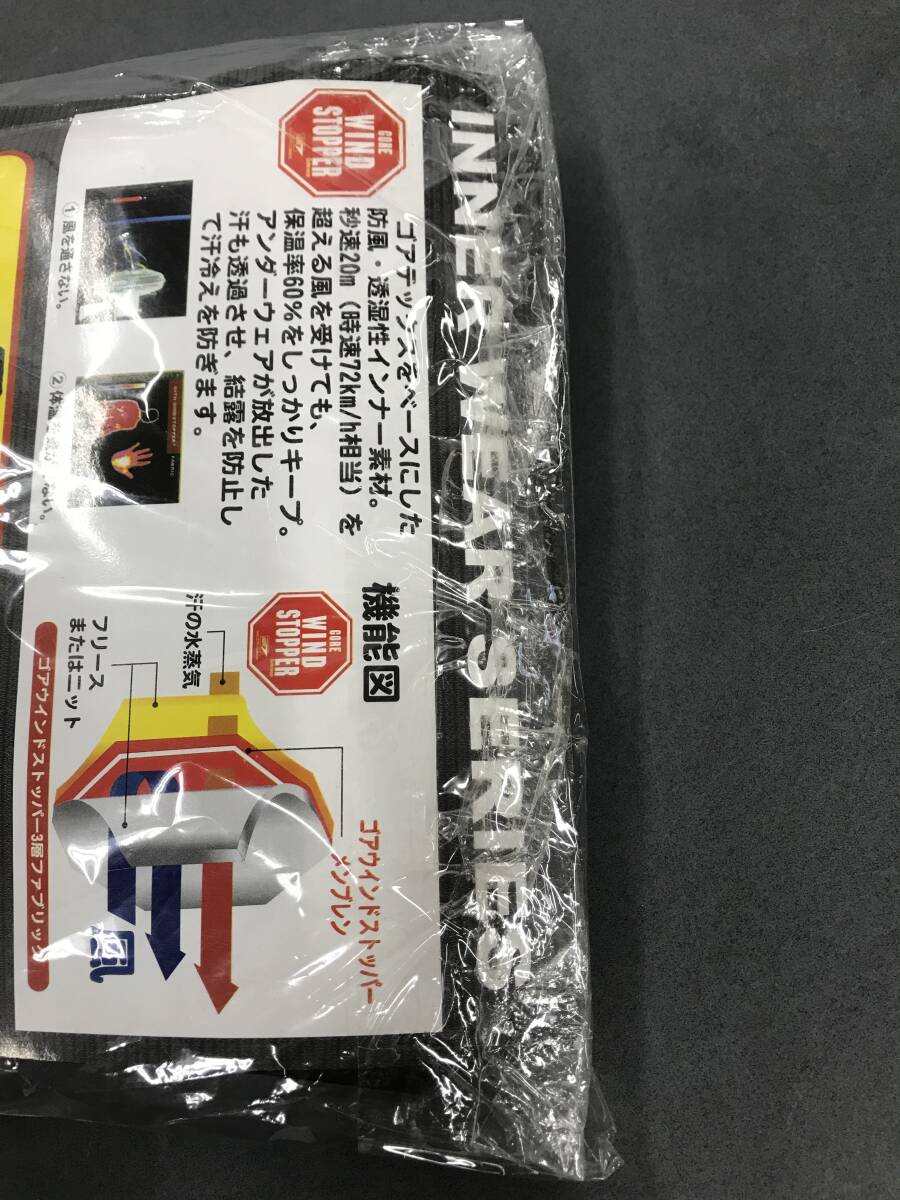 INNER WEAR SERIES
GORE
WIND
STOPPER
ゴアテックスをベースにした
防風・透湿性インナー素材。
秒速20m（時速72km/h相当）を
超える風を受けても、
保温率60%をしっかりキープ。
アンダーウェアが放出した
汗も透過させ、結露を防止し
て汗冷えを防ぎます。
①風を通さない。
WITH WINDSTOPPER
FABRIC
機能図
GORE
WIND
STOPPER
汗の水蒸気
フリース
またはニット
ゴアウインドストッパー
メンブレン
風
ゴアウインドストッパー3層ファブリック